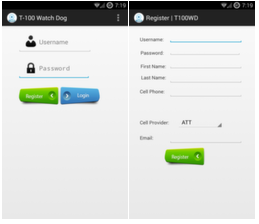 7:19
T-100 Watch Dog
Username
Password
Register
Login
7:19
Register | T100WD
Username:
Password:
First Name:
Last Name:
Cell Phone:
Cell Provider: ATT
Email:
Register